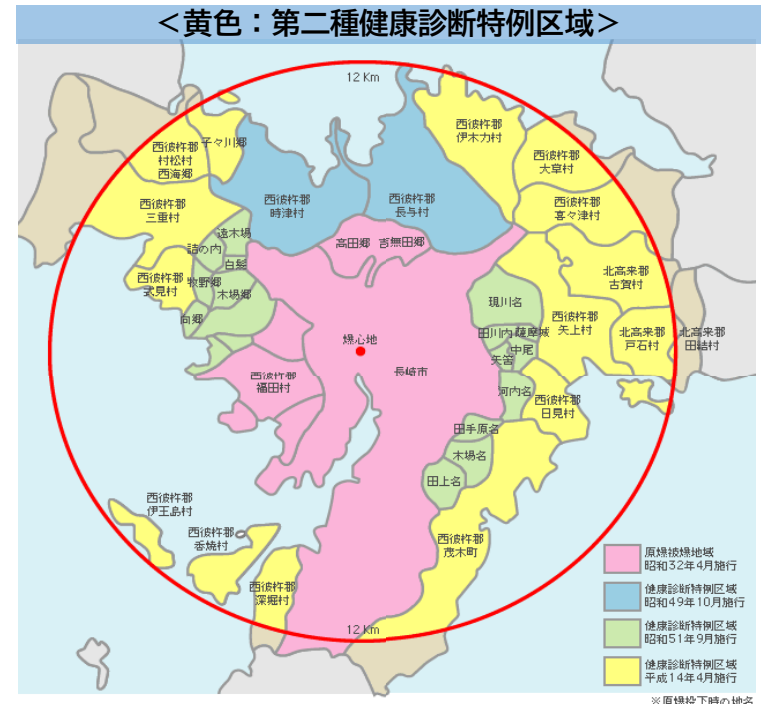 ＜黄色：第二種健康診断特例区域＞
12 Km
西彼杵郡
伊木力村
西彼杵郡
村松村
西海郷
子々川郷
西彼杵郡
大草村
西彼杵郡
三重村
西彼杵郡
時津村
西彼杵郡
長与村
西彼杵郡
喜々津村
遠木場
詰の内
高田郷
吉無田郷
白髪
西彼杵郡
式見村
牧野郷
木場郷
北高来郡
古賀村
現川名
向郷
西彼杵郡
矢上村
田川内
薩摩城
中尾
矢筈
北高来郡
戸石村
北高来郡
田結村
爆心地
長崎市
西彼杵郡
福田村
河内名
西彼杵郡
日見村
田手原名
木場名
田上名
西彼杵郡
伊王島村
西彼杵郡
香焼村
西彼杵郡
茂木町
西彼杵郡
深堀村
12 Km
原爆被爆地域
昭和32年4月施行
健康診断特例区域
昭和49年10月施行
健康診断特例区域
昭和51年9月施行
健康診断特例区域
平成14年4月施行
※原爆投下時の地名